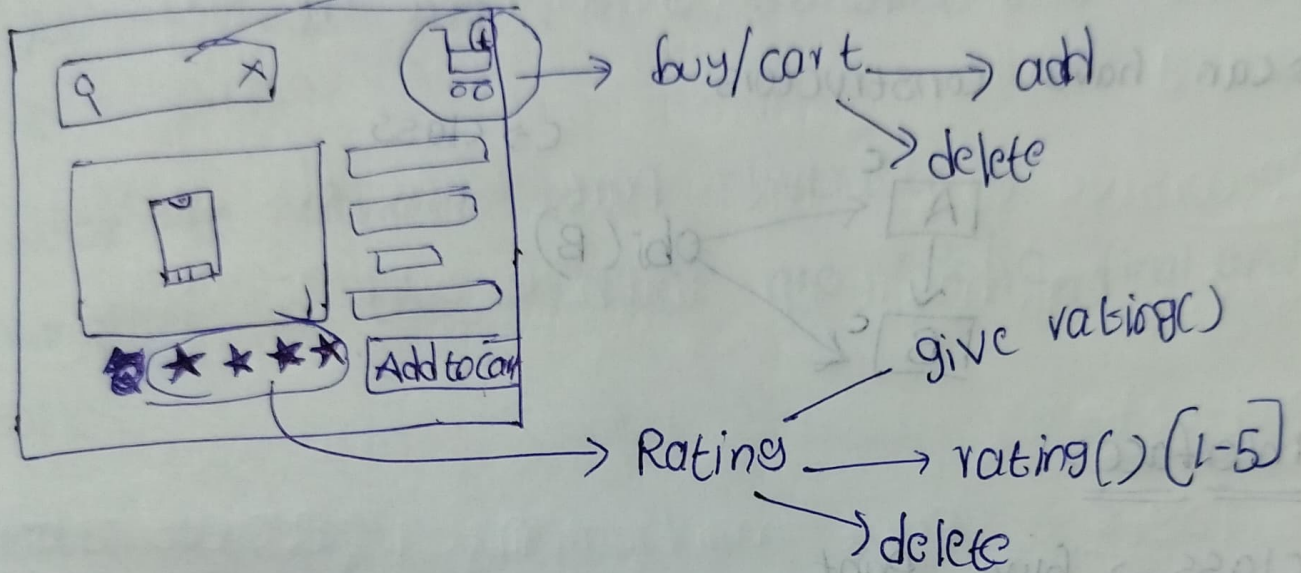 buy/cart → add
→ delete
Add to Cart
give rating()
Rating → rating() [1-5]
→ delete